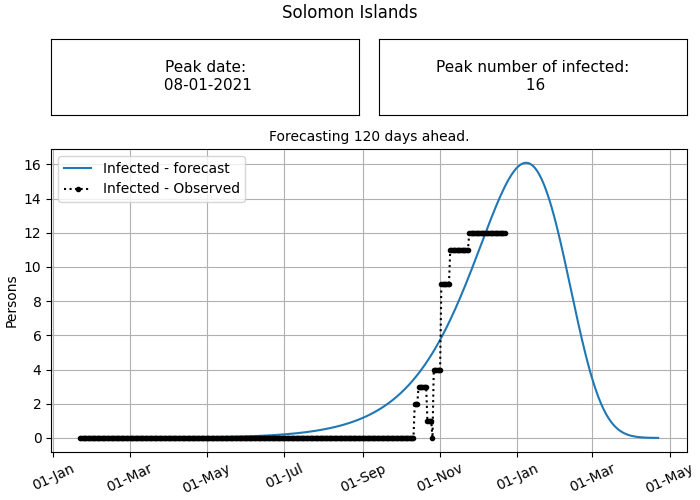 Solomon Islands
Peak date:
08-01-2021
Peak number of infected:
16
Forecasting 120 days ahead.
Infected - forecast
Infected - Observed
Persons
16
14
12
10
8
6
4
2
0
01-Jan
01-Mar
01-May
01-Jul
01-Sep
01-Nov
01-Jan
01-Mar
01-May